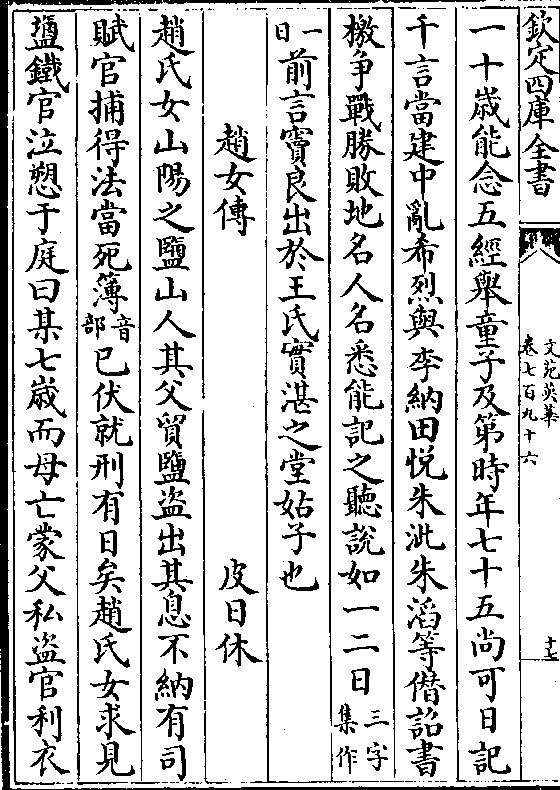 欽定四庫全書
文苑英華
卷七百九十六
十七
一十歲能念五經舉童子及第時年七十五尚可日記
千言當建中亂希烈與李納田悅朱泚朱滔等僭詔書
檄爭戰勝敗地名人名悉能記之聽說如一二日三字集作
一日前言竇良出於王氏實湛之堂姑子也
趙女傳 皮日休
趙氏女山陽之鹽山人其父貿鹽盜出其息不納有司
賦官捕得法當死簿音部已伏就刑有日矣趙氏女求見
鹽鐵官泣愬于庭曰某七歲而母亡蒙父私盜官利衣